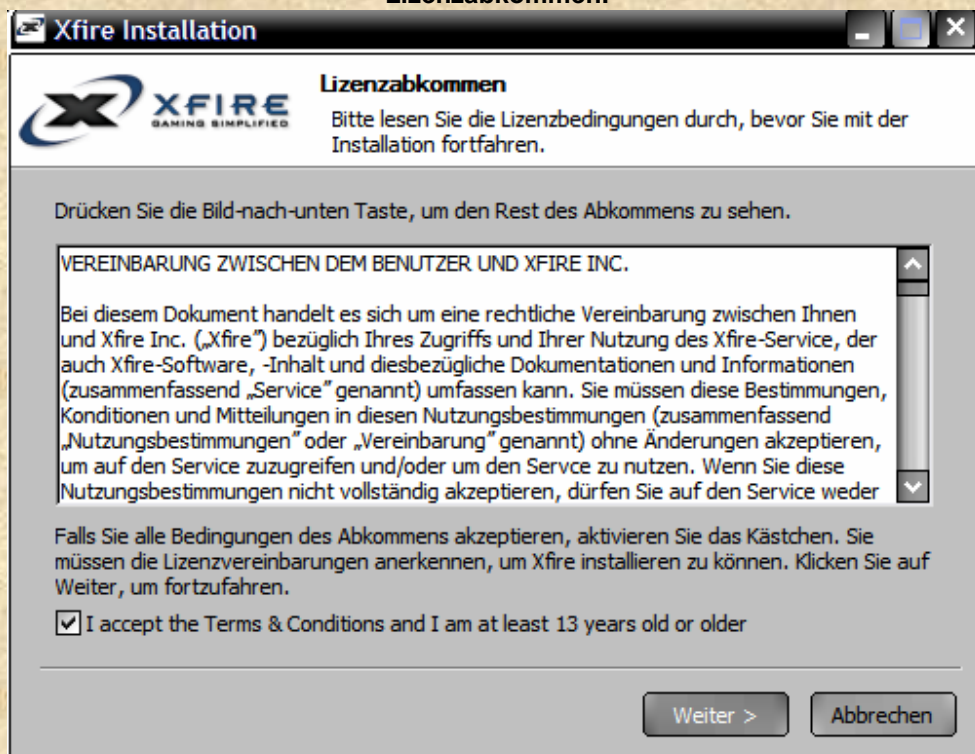 Lizenzabkommen.
Xfire Installation
XFIRE
GAMING SIMPLIFIED
Lizenzabkommen
Bitte lesen Sie die Lizenzbedingungen durch, bevor Sie mit der
Installation fortfahren.
Drücken Sie die Bild-nach-unten Taste, um den Rest des Abkommens zu sehen.
VEREINBARUNG ZWISCHEN DEM BENUTZER UND XFIRE INC.
Bei diesem Dokument handelt es sich um eine rechtliche Vereinbarung zwischen Ihnen
und Xfire Inc. („Xfire") bezüglich Ihres Zugriffs und Ihrer Nutzung des Xfire-Service, der
auch Xfire-Software, -Inhalt und diesbezügliche Dokumentationen und Informationen
(zusammenfassend „Service" genannt) umfassen kann. Sie müssen diese Bestimmungen,
Konditionen und Mitteilungen in diesen Nutzungsbestimmungen (zusammenfassend
„Nutzungsbestimmungen" oder „Vereinbarung" genannt) ohne Änderungen akzeptieren,
um auf den Service zuzugreifen und/oder um den Servce zu nutzen. Wenn Sie diese
Nutzungsbestimmungen nicht vollständig akzeptieren, dürfen Sie auf den Service weder
Falls Sie alle Bedingungen des Abkommens akzeptieren, aktivieren Sie das Kästchen. Sie
müssen die Lizenzvereinbarungen anerkennen, um Xfire installieren zu können. Klicken Sie auf
Weiter, um fortzufahren.
I accept the Terms & Conditions and I am at least 13 years old or older
Weiter >
Abbrechen